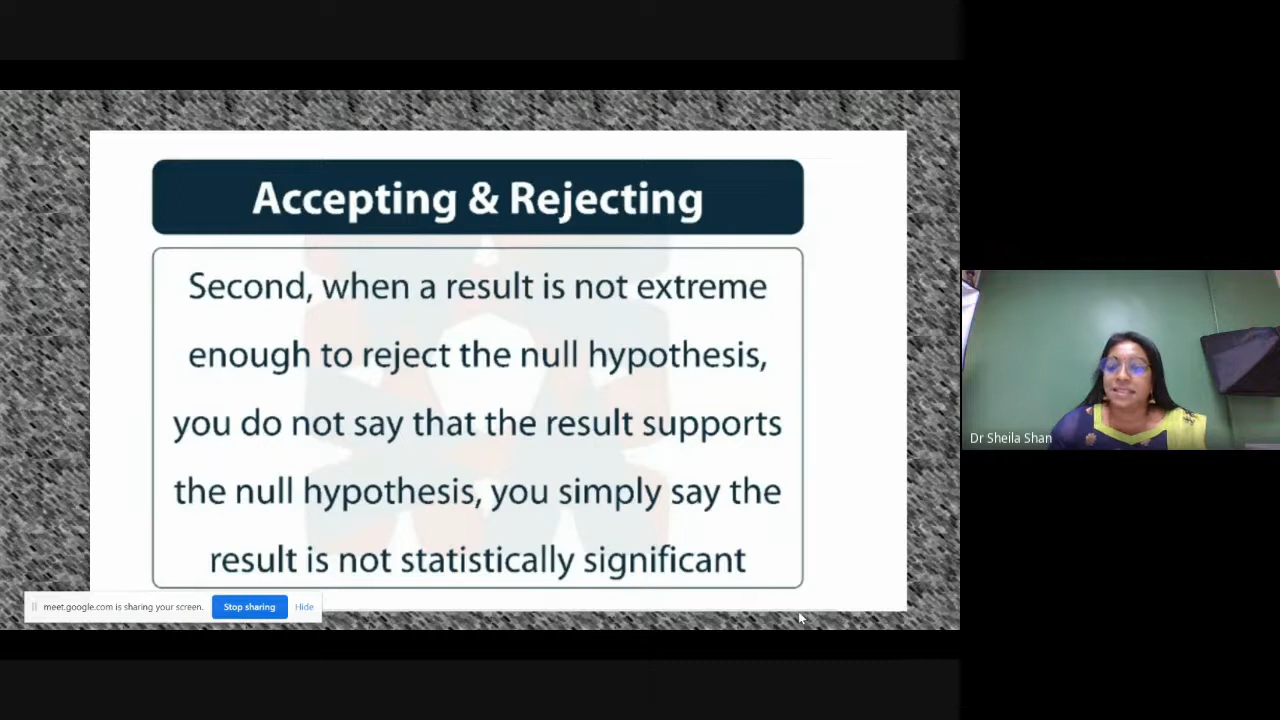 Accepting & Rejecting
Second, when a result is not extreme
enough to reject the null hypothesis,
you do not say that the result supports
the null hypothesis, you simply say the
result is not statistically significant
meet.google.com is sharing your screen.
Stop sharing
Hide
Dr Sheila Shan